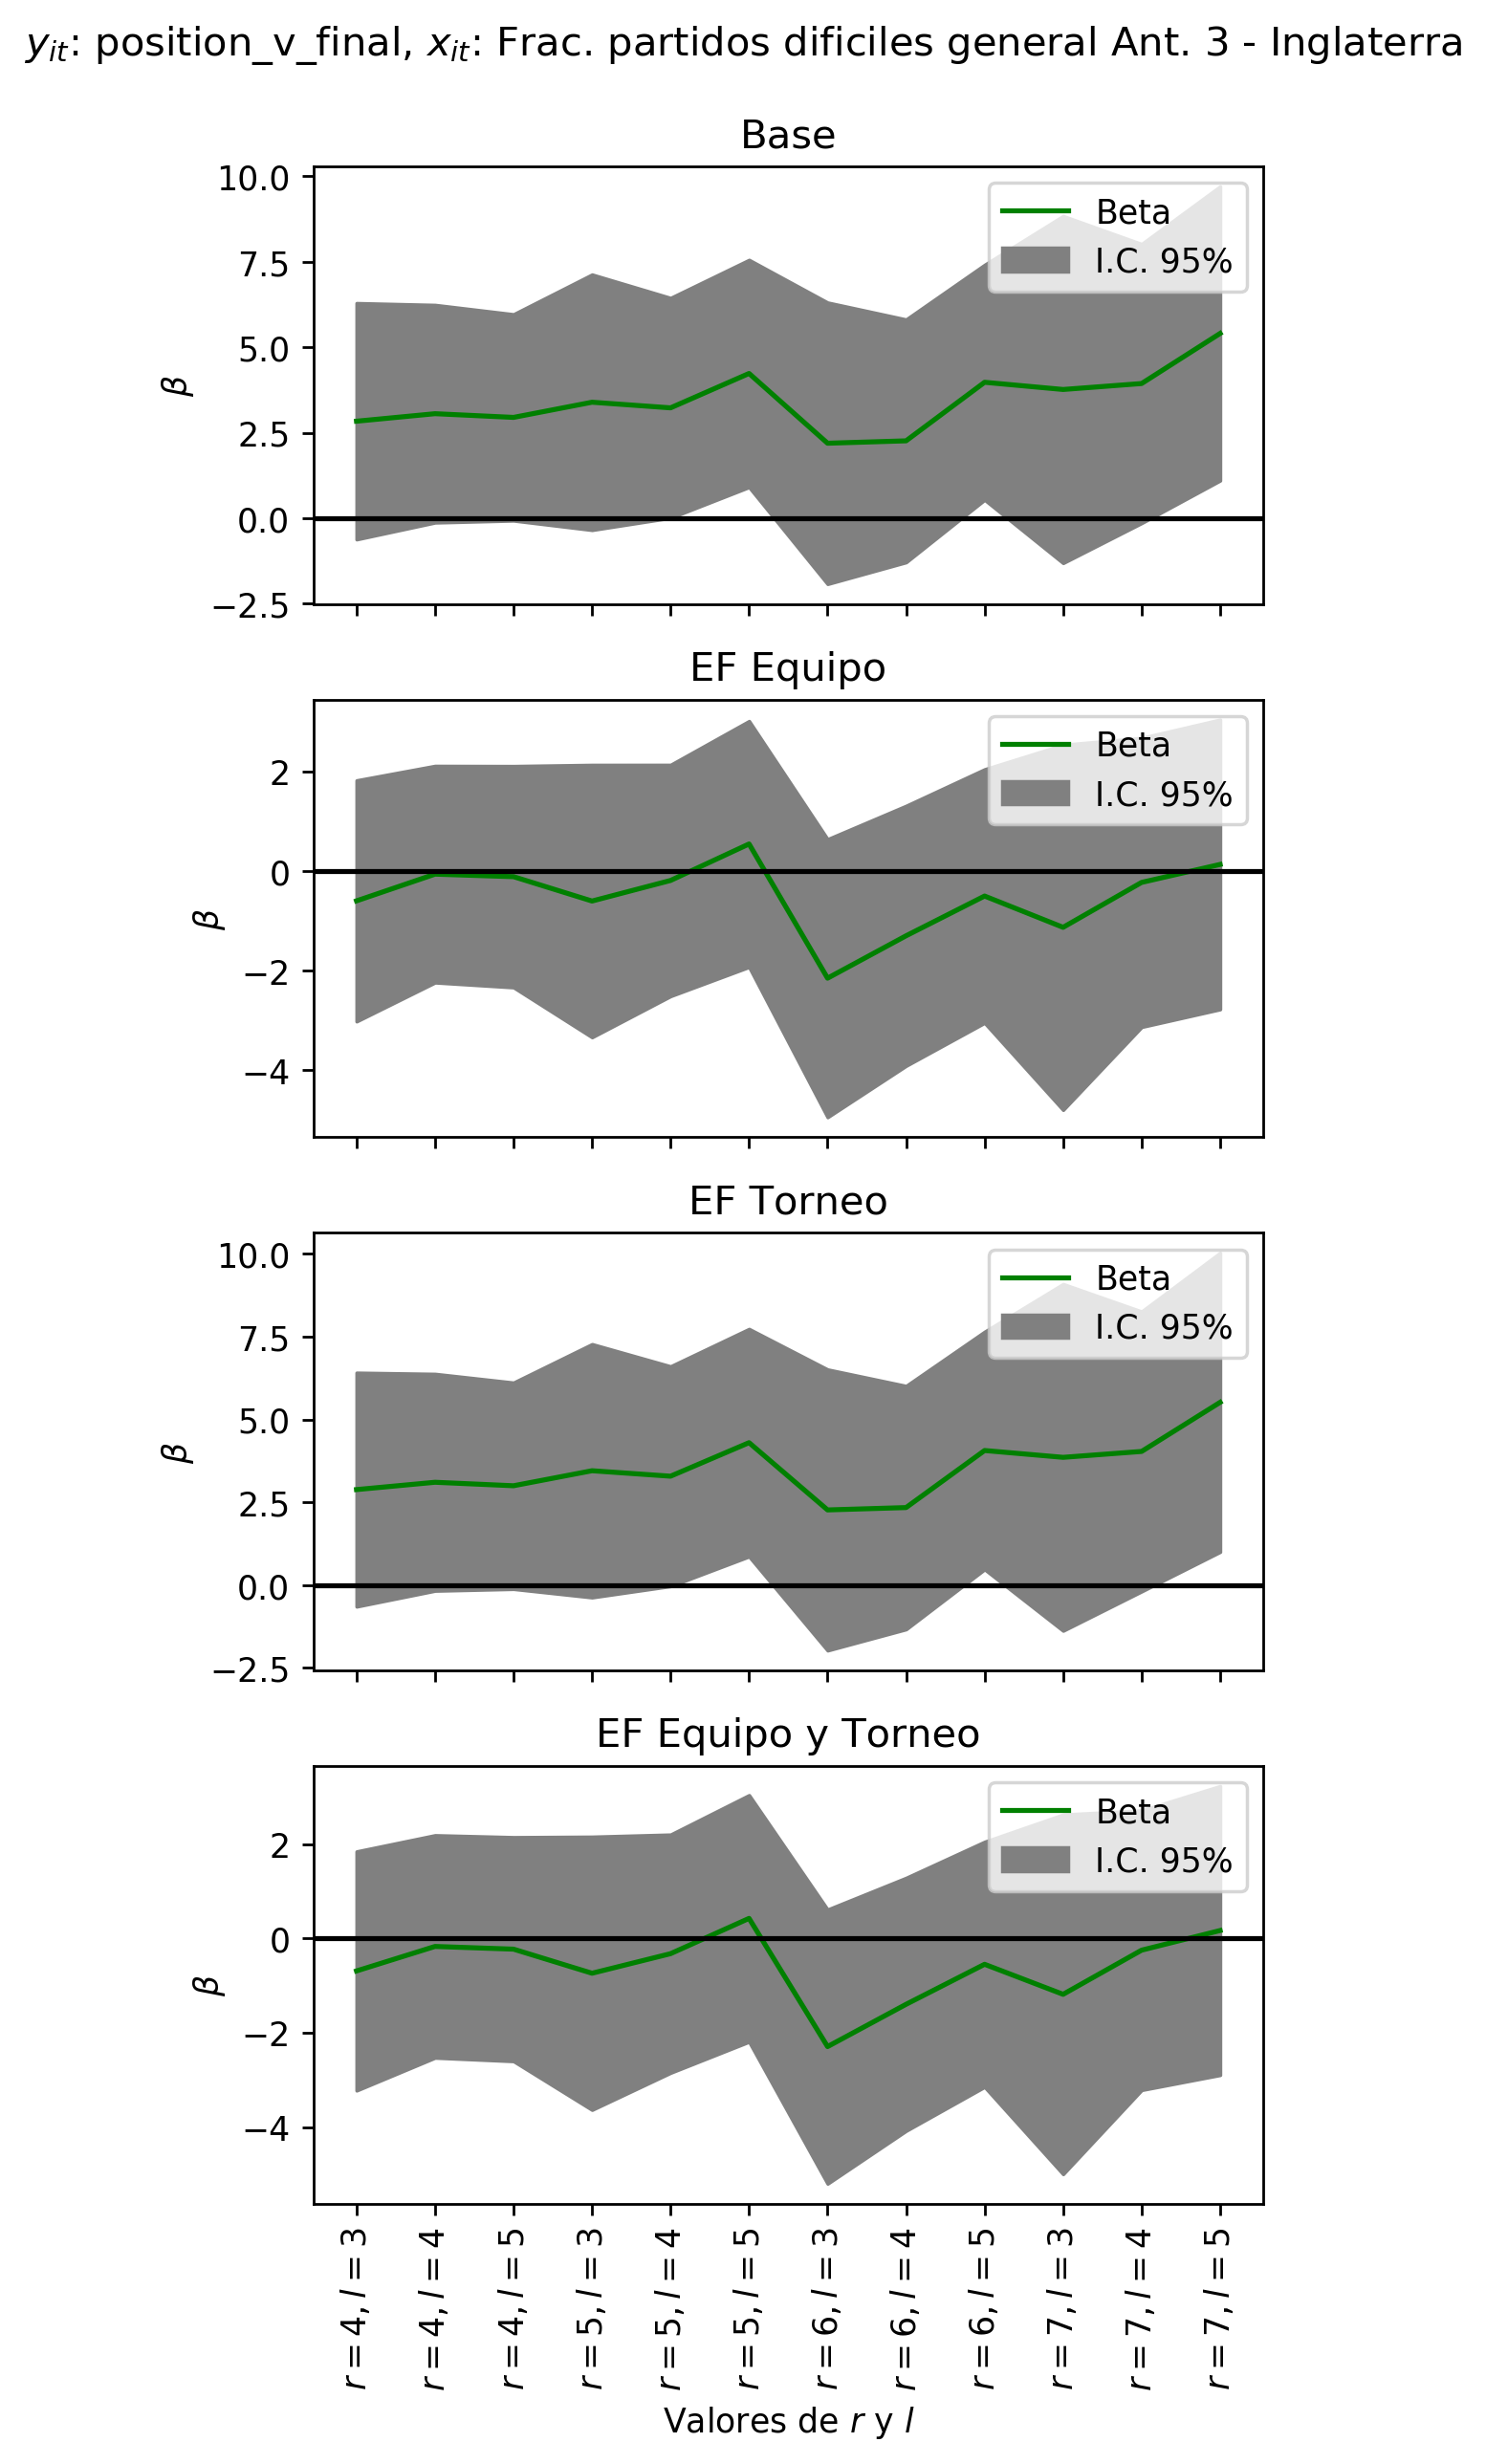 y_{it}: position_v_final, x_{it}: Frac. partidos dificiles general Ant. 3 - Inglaterra
Base
10.0
7.5
5.0
2.5
0.0
−2.5
β
Beta
I.C. 95%
EF Equipo
2
0
−2
−4
β
Beta
I.C. 95%
EF Torneo
10.0
7.5
5.0
2.5
0.0
−2.5
β
Beta
I.C. 95%
EF Equipo y Torneo
2
0
−2
−4
β
Beta
I.C. 95%
r = 4, l = 3
r = 4, l = 4
r = 4, l = 5
r = 5, l = 3
r = 5, l = 4
r = 5, l = 5
r = 6, l = 3
r = 6, l = 4
r = 6, l = 5
r = 7, l = 3
r = 7, l = 4
r = 7, l = 5
Valores de r y l